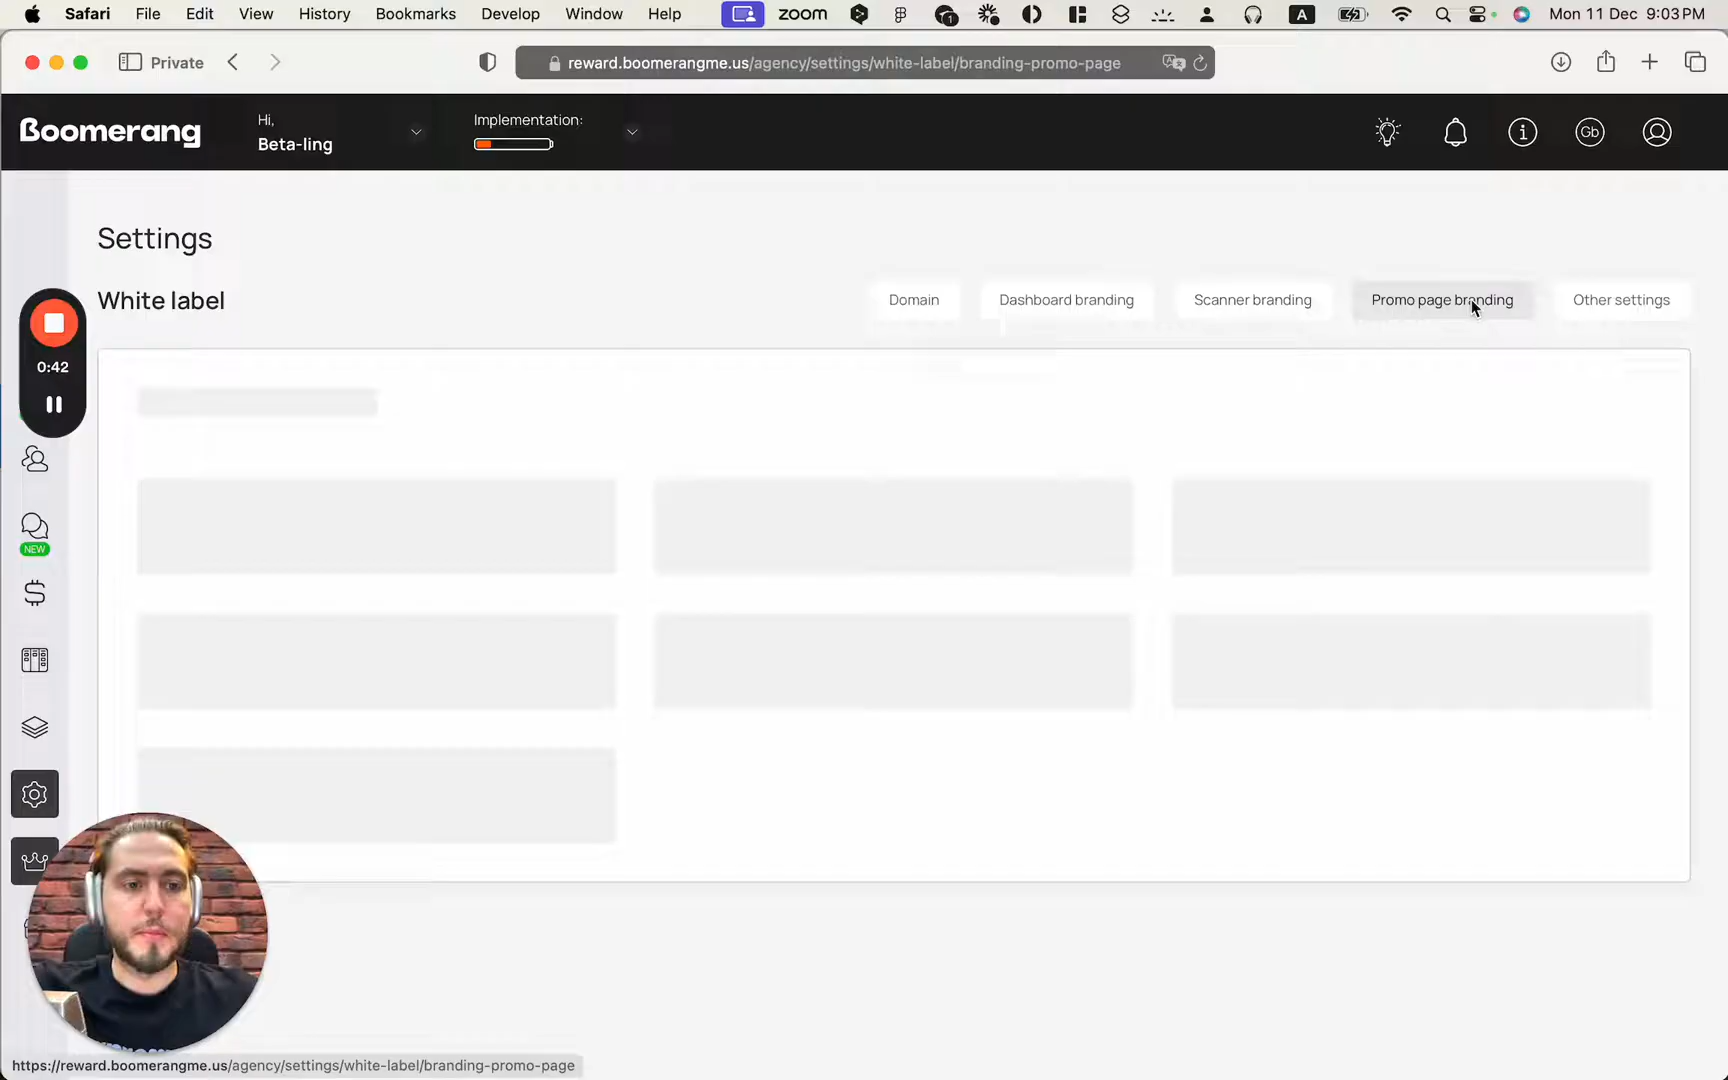 Safari File Edit View History Bookmarks Develop Window Help zoom 1 A Mon 11 Dec 9:03 PM
Private reward.boomerangme.us/agency/settings/white-label/branding-promo-page
Boomerang
Hi,
Beta-ling
Implementation:
Gb
Settings
White label
Domain Dashboard branding Scanner branding Promo page branding Other settings
0:42
NEW
https://reward.boomerangme.us/agency/settings/white-label/branding-promo-page